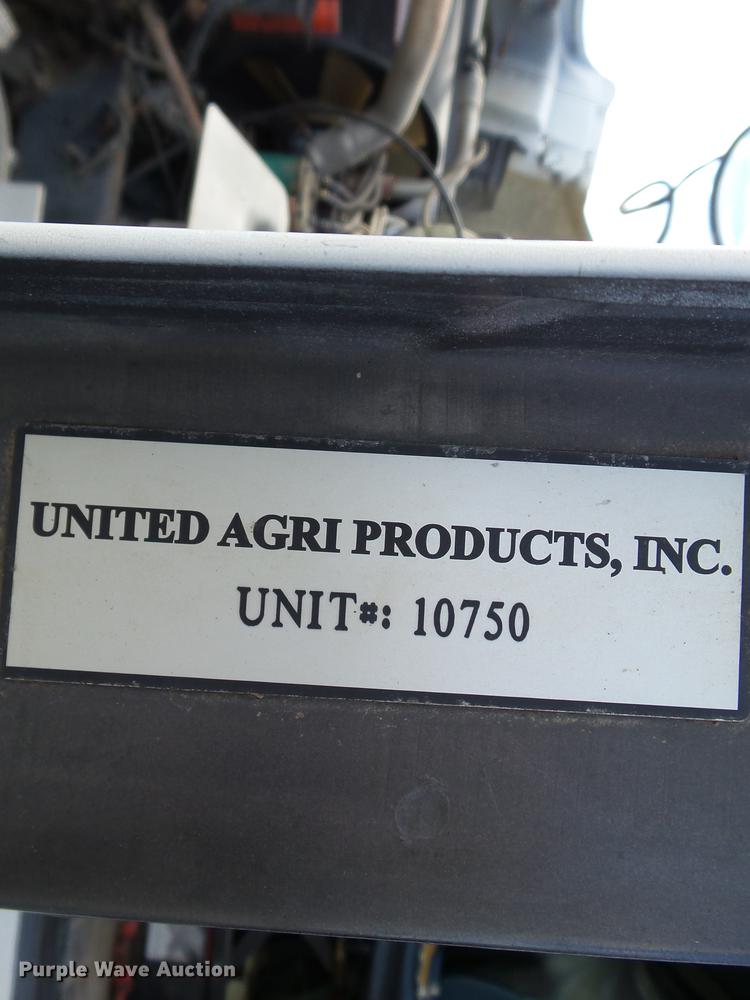 UNITED AGRI PRODUCTS, INC.
UNIT#: 10750
Purple Wave Auction